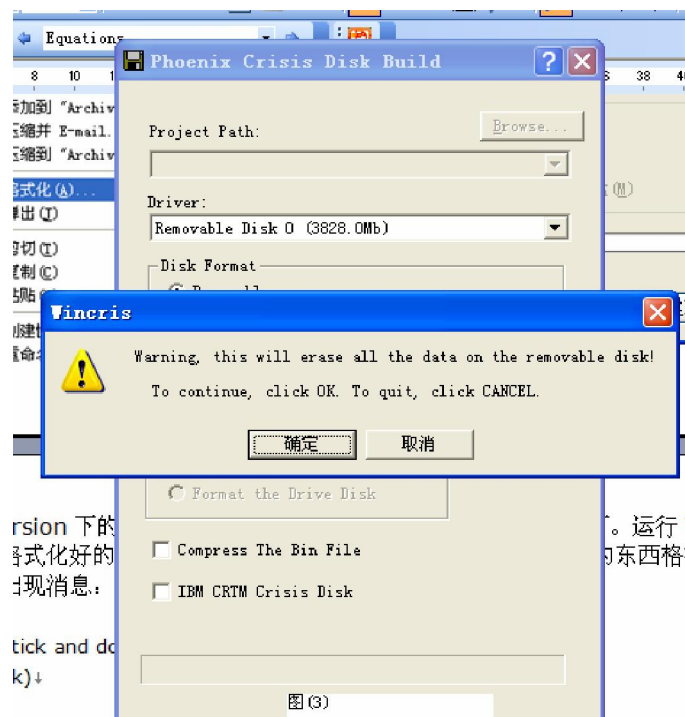 Equations
Phoenix Crisis Disk Build
8 10 38
添加到 "Archiv
压缩并 E-mail.
压缩到 "Archiv
格式化(A)...
弹出(T)
剪切(T)
复制(C)
粘贴
Project Path:
Browse...
(M)
Driver:
Removable Disk 0 (3828.0Mb)
Disk Format
Wincris
Warning, this will erase all the data on the removable disk!
To continue, click OK. To quit, click CANCEL.
确定 取消
Format the Drive Disk
rsion 下的
。运行
格式化好的
的东西格
出现消息：
Compress The Bin File
IBM CRTM Crisis Disk
tick and do
k)↓
图(3)